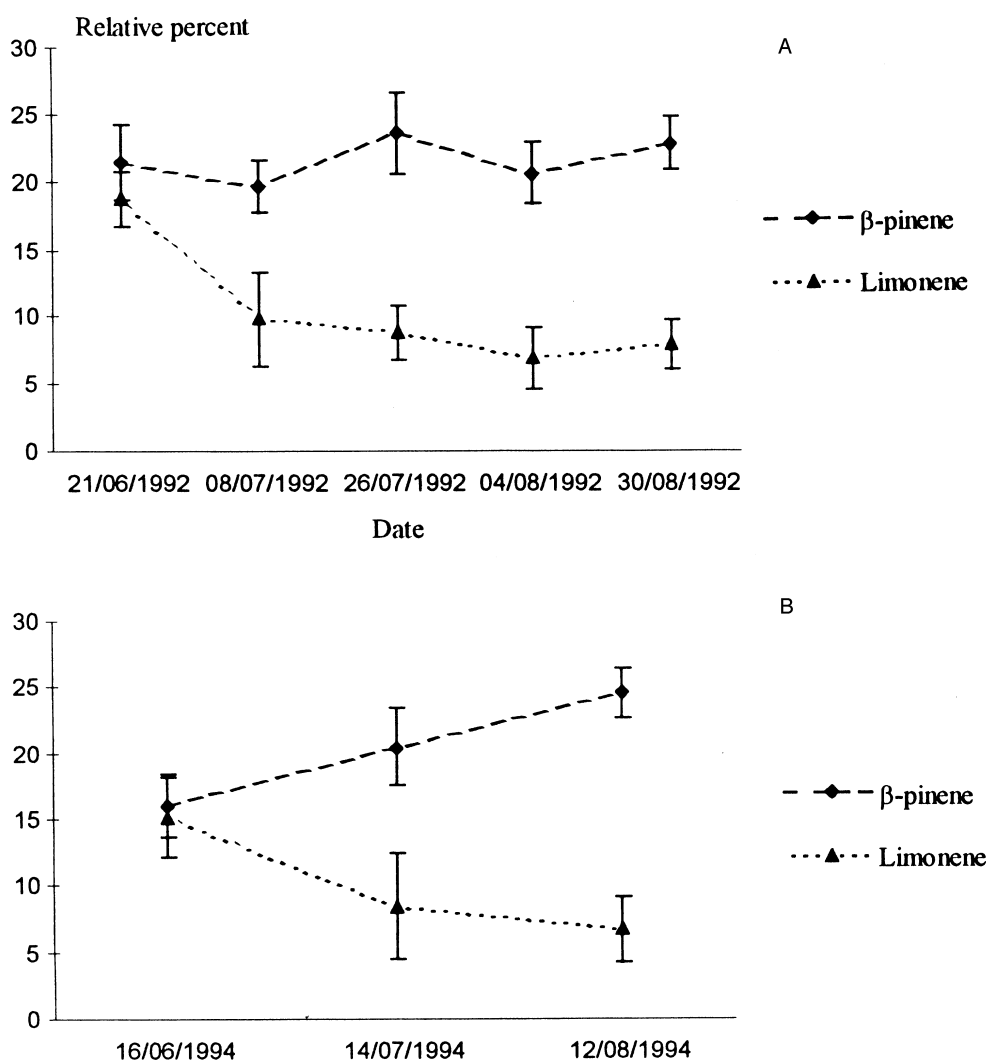 Relative percent
A
30
25
20
15
10
5
0
β-pinene
Limonene
21/06/1992 08/07/1992 26/07/1992 04/08/1992 30/08/1992
Date
B
30
25
20
15
10
5
0
β-pinene
Limonene
16/06/1994 14/07/1994 12/08/1994